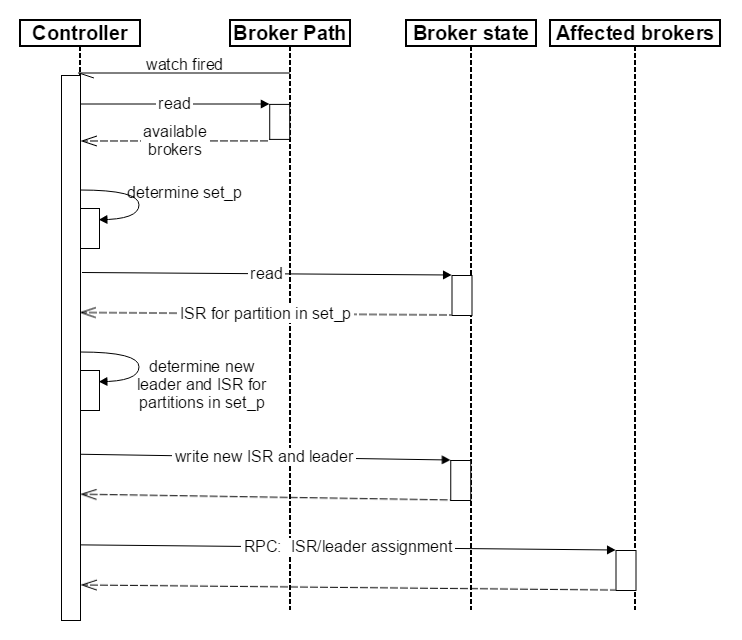 Controller
Broker Path
Broker state
Affected brokers
watch fired
read
available
brokers
determine set_p
read
ISR for partition in set_p
determine new
leader and ISR for
partitions in set_p
write new ISR and leader
RPC: ISR/leader assignment